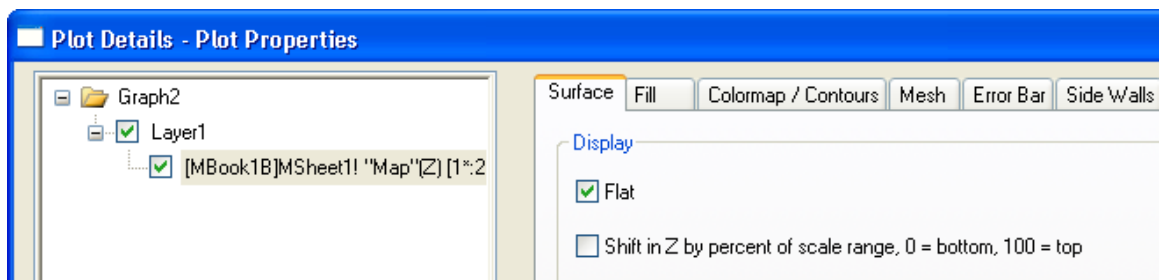 Plot Details - Plot Properties
Graph2
Layer1
[MBook1B]MSheet1! "Map"(Z) [1*:2
Surface Fill Colormap / Contours Mesh Error Bar Side Walls
Display
Flat
Shift in Z by percent of scale range, 0 = bottom, 100 = top